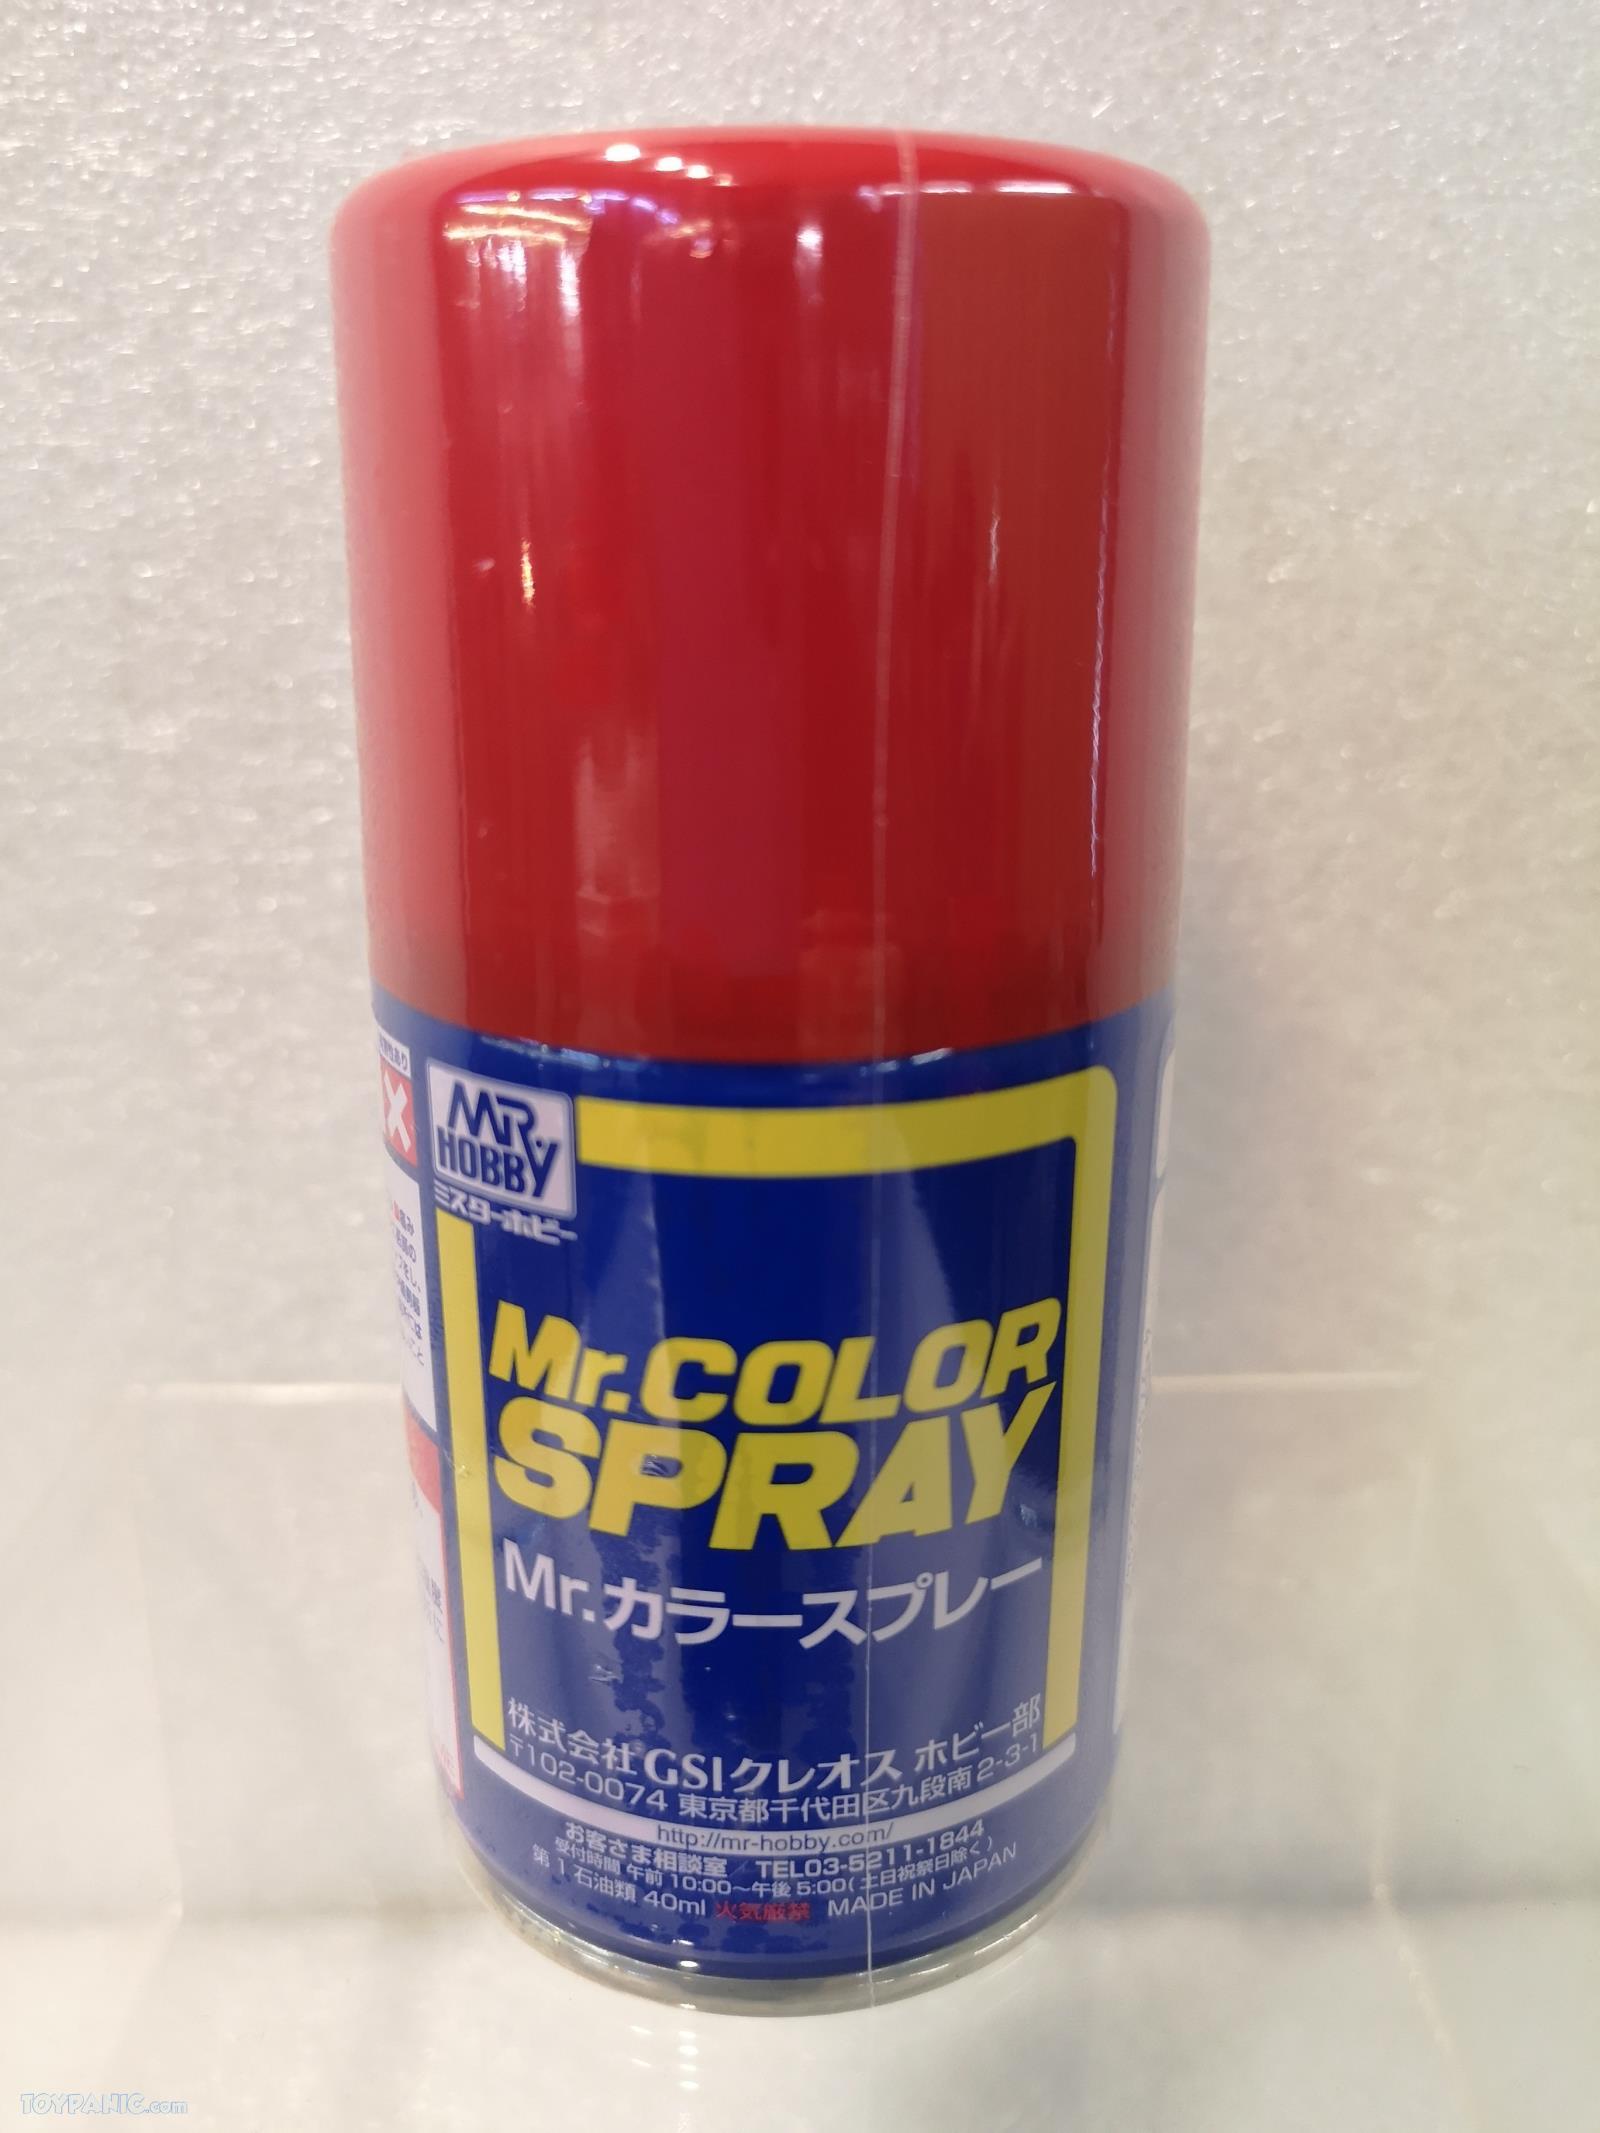 MR
HOBBY
ミスターホビー
Mr.COLOR
SPRAY
Mr.カラースプレー
株式会社GSIクレオス ホビー部
〒102-0074 東京都千代田区九段南2-3-1
http://mr-hobby.com/
お客さま相談室 TEL03-5211-1844
受付時間 午前10:00～午後5:00(土日祝祭日除く)
第1石油類 40ml 火気厳禁 MADE IN JAPAN
TOYPANIC.com